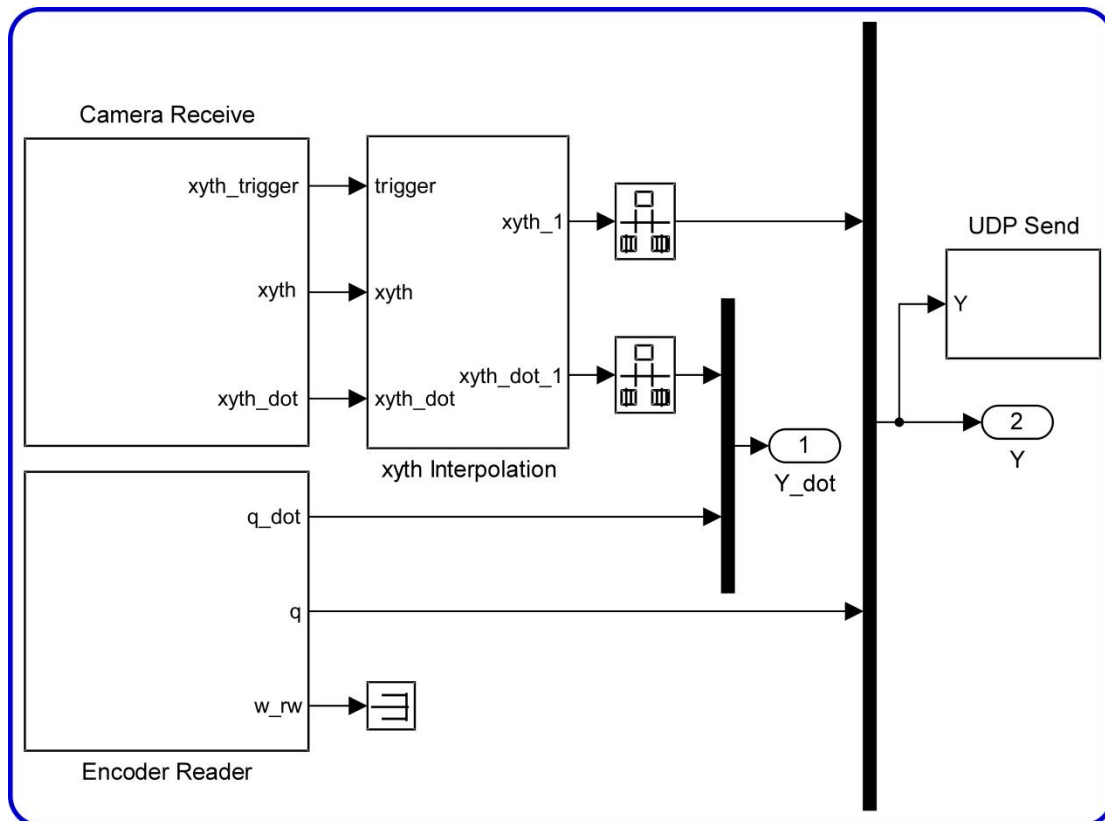 Camera Receive
xyth_trigger
xyth
xyth_dot
trigger
xyth
xyth_dot
xyth_1
xyth_dot_1
xyth Interpolation
UDP Send
Y
1
Y_dot
2
Y
q_dot
q
w_rw
Encoder Reader